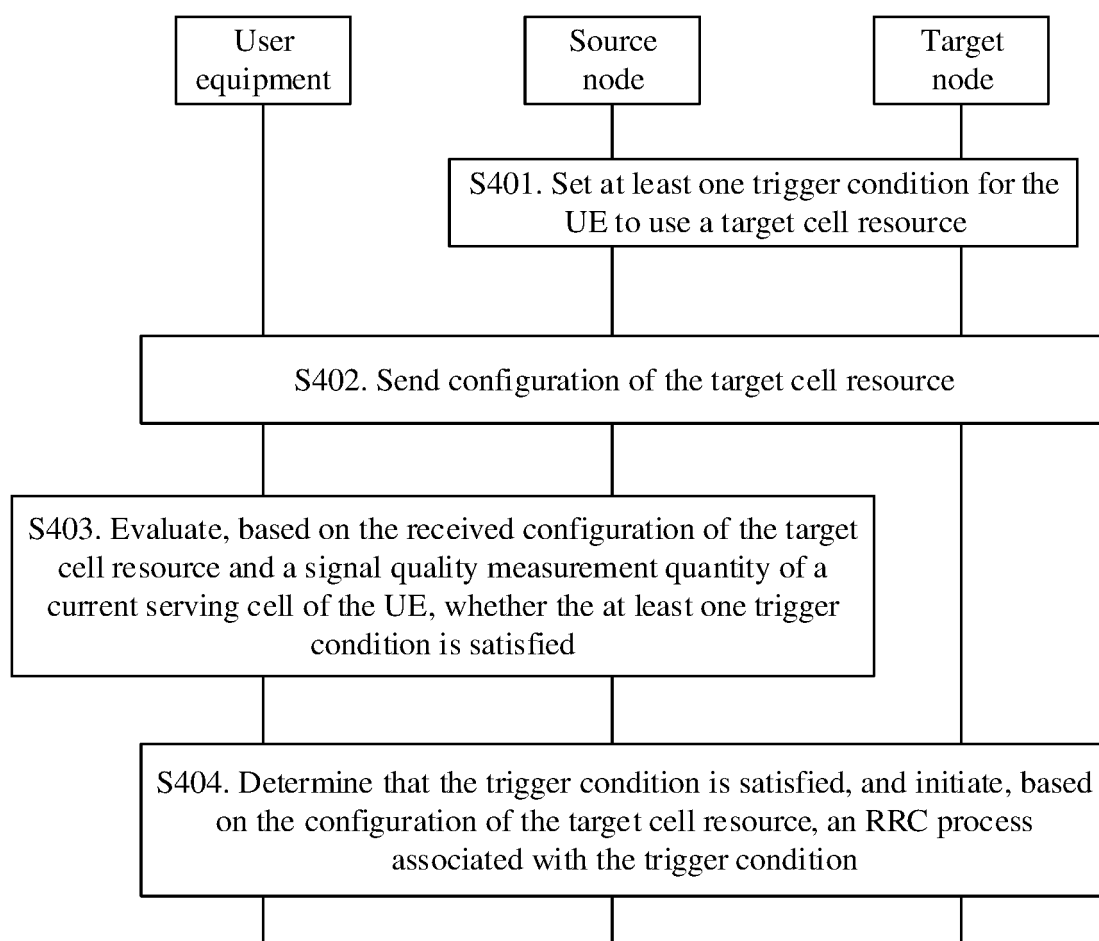 User
equipment
Source
node
Target
node
S401. Set at least one trigger condition for the
UE to use a target cell resource
S402. Send configuration of the target cell resource
S403. Evaluate, based on the received configuration of the target
cell resource and a signal quality measurement quantity of a
current serving cell of the UE, whether the at least one trigger
condition is satisfied
S404. Determine that the trigger condition is satisfied, and initiate, based
on the configuration of the target cell resource, an RRC process
associated with the trigger condition